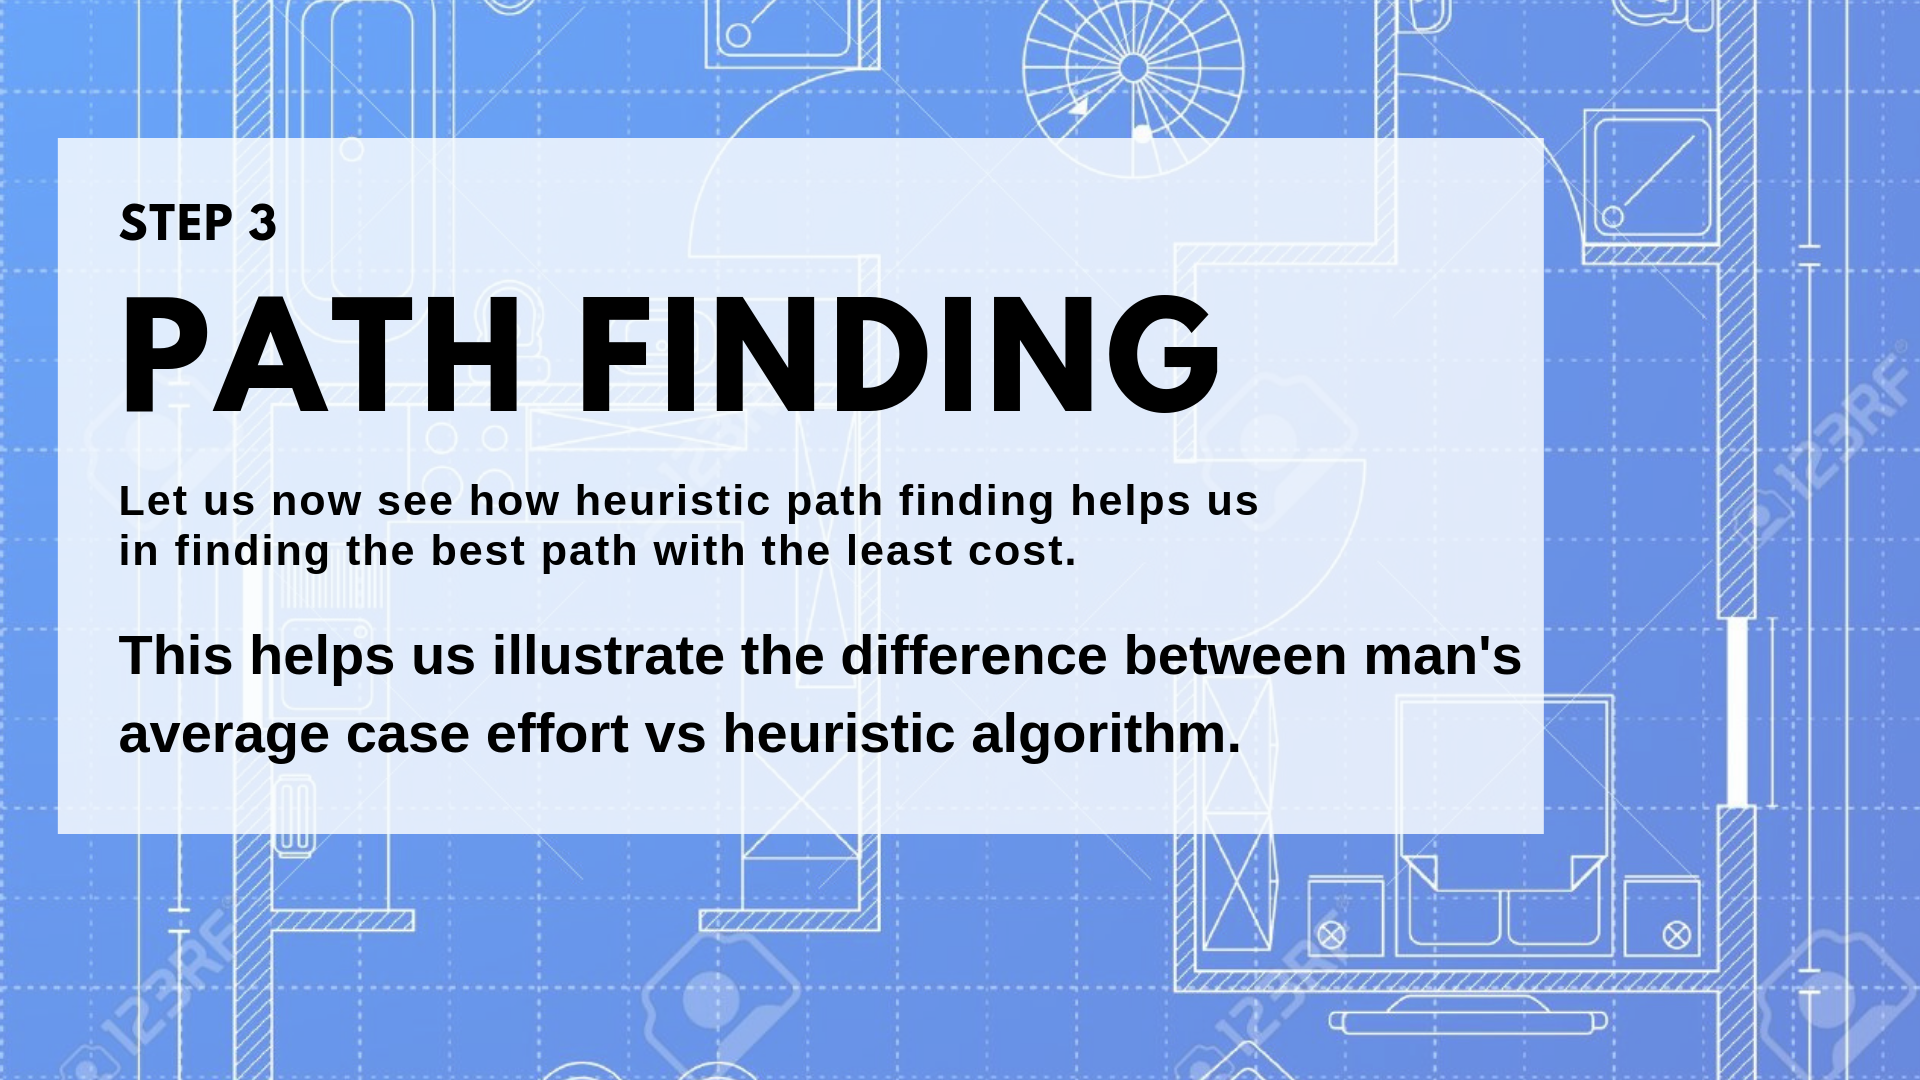 STEP 3
PATH FINDING
Let us now see how heuristic path finding helps us
in finding the best path with the least cost.
This helps us illustrate the difference between man's
average case effort vs heuristic algorithm.
123RF®
123RF®
123RF®